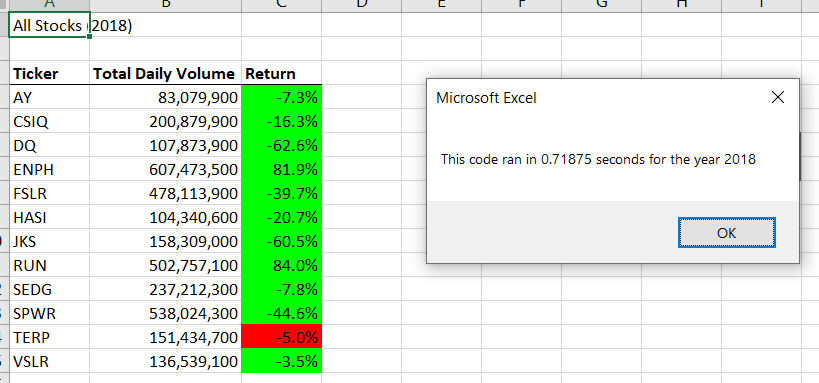 A B C D E F G H I
All Stocks (2018)
Ticker Total Daily Volume Return
AY 83,079,900 -7.3%
Microsoft Excel
CSIQ 200,879,900 -16.3%
DQ 107,873,900 -62.6%
This code ran in 0.71875 seconds for the year 2018
ENPH 607,473,500 81.9%
FSLR 478,113,900 -39.7%
HASI 104,340,600 -20.7%
OK
JKS 158,309,000 -60.5%
RUN 502,757,100 84.0%
SEDG 237,212,300 -7.8%
SPWR 538,024,300 -44.6%
TERP 151,434,700 -5.0%
VSLR 136,539,100 -3.5%